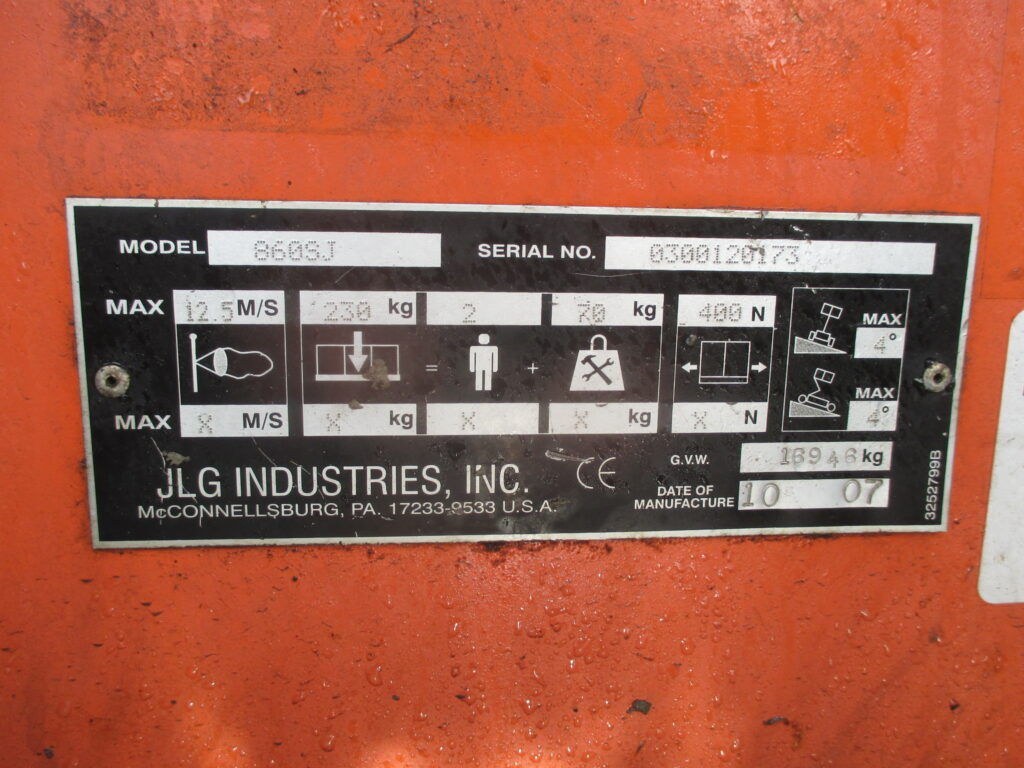 MODEL 860SJ SERIAL NO. 0300120173
MAX 12.5 M/S 230 kg 2 70 kg 400 N
= +
MAX 4°
MAX 4°
MAX X M/S X kg X X kg X N
JLG INDUSTRIES, INC. CE
McCONNELLSBURG, PA. 17233-9533 U.S.A.
G.V.W. 16946 kg
DATE OF MANUFACTURE 10 07
3252799B